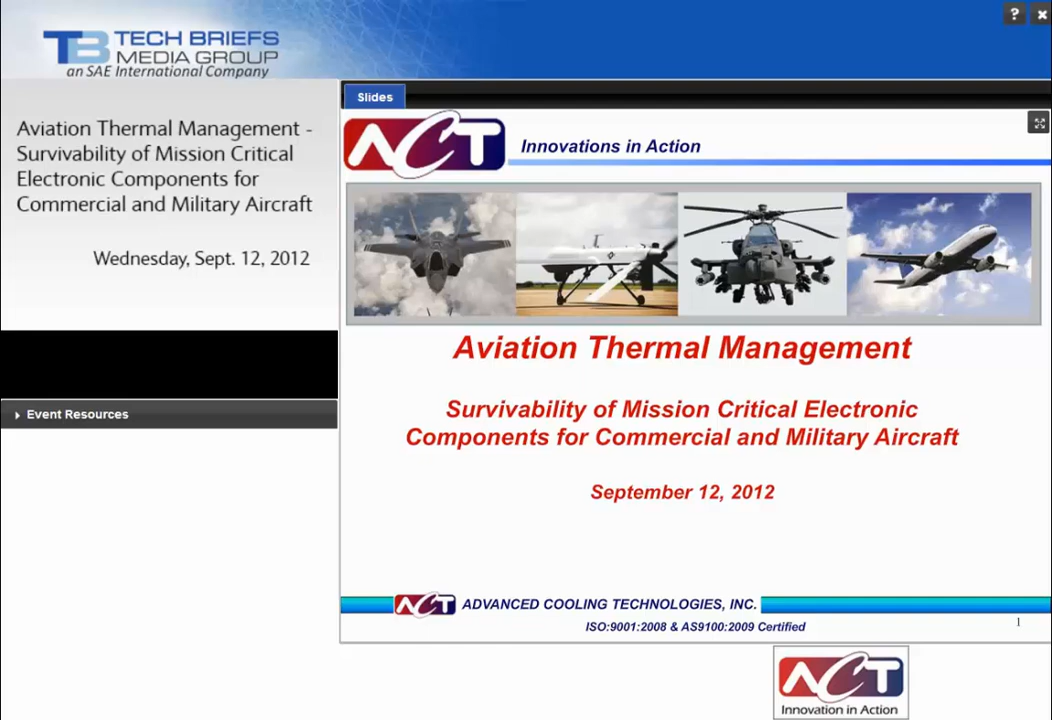 TB TECH BRIEFS
MEDIA GROUP
an SAE International Company
? x
Aviation Thermal Management -
Survivability of Mission Critical
Electronic Components for
Commercial and Military Aircraft
Wednesday, Sept. 12, 2012
Event Resources
Slides
ACT Innovations in Action
Aviation Thermal Management
Survivability of Mission Critical Electronic
Components for Commercial and Military Aircraft
September 12, 2012
ACT ADVANCED COOLING TECHNOLOGIES, INC.
ISO:9001:2008 & AS9100:2009 Certified
1
ACT
Innovation in Action